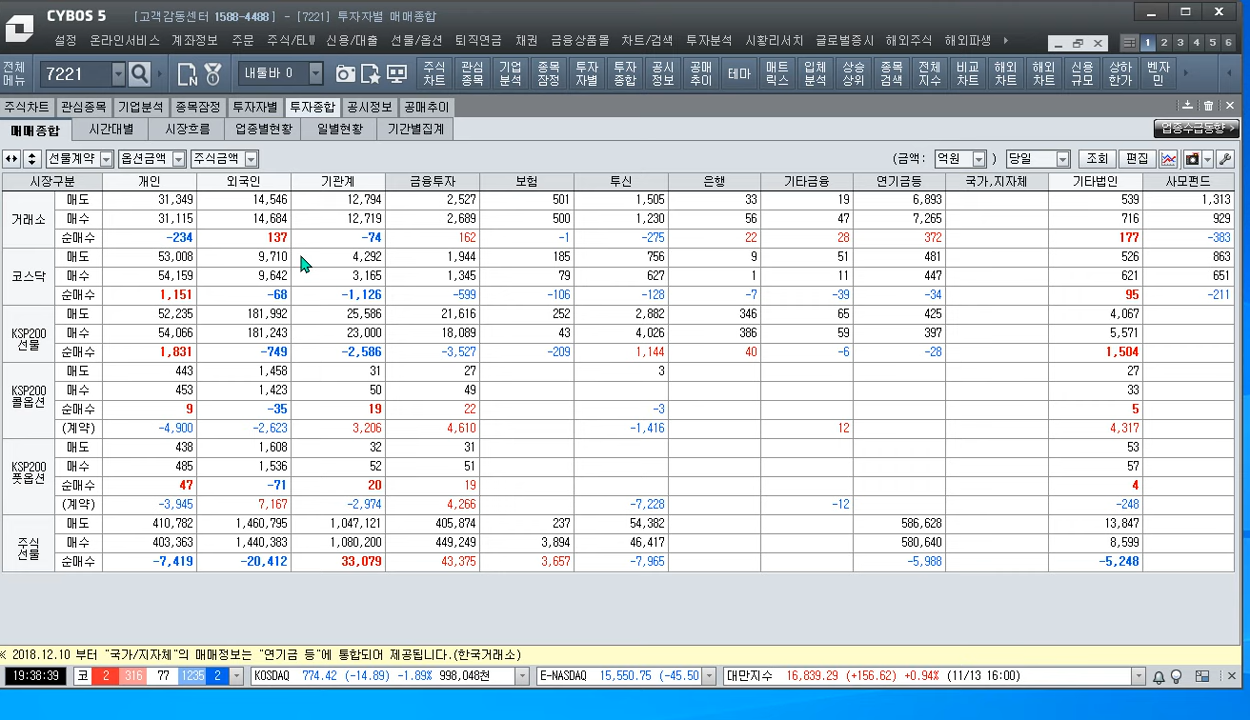 CYBOS 5 [고객감동센터 1588-4488] - [7221] 투자자별 매매종합
설정 온라인서비스 계좌정보 주문 주식/ELW 신용/대출 선물/옵션 퇴직연금 채권 금융상품몰 차트/검색 투자분석 시황리서치 글로벌증시 해외주식 해외파생 1 2 3 4 5 6
전체 메뉴 7221 내툴바 0 주식 차트 관심 종목 기업 분석 종목 잠정 투자 자별 투자 종합 공시 정보 공매 추이 테마 매트 릭스 입체 분석 상승 상위 종목 검색 전체 지수 비교 차트 해외 차트 해외 차트 신용 규모 상하 한가 벤자 민
주식차트 관심종목 기업분석 종목잠정 투자자별 투자종합 공시정보 공매추이
매매종합 시간대별 시장흐름 업종별현황 일별현황 기간별집계 업종수급동향
선물계약 옵션금액 주식금액 (금액: 억원 ) 당일 조회 편집
시장구분 개인 외국인 기관계 금융투자 보험 투신 은행 기타금융 연기금등 국가,지자체 기타법인 사모펀드
거래소 매도 31,349 14,546 12,794 2,527 501 1,505 33 19 6,893 539 1,313
매수 31,115 14,684 12,719 2,689 500 1,230 56 47 7,265 716 929
순매수 -234 137 -74 162 -1 -275 22 28 372 177 -383
코스닥 매도 53,008 9,710 4,292 1,944 185 756 9 51 481 526 863
매수 54,159 9,642 3,165 1,345 79 627 1 11 447 621 651
순매수 1,151 -68 -1,126 -599 -106 -128 -7 -39 -34 95 -211
KSP200 선물 매도 52,235 181,992 25,586 21,616 252 2,882 346 65 425 4,067
매수 54,066 181,243 23,000 18,089 43 4,026 386 59 397 5,571
순매수 1,831 -749 -2,586 -3,527 -209 1,144 40 -6 -28 1,504
KSP200 콜옵션 매도 443 1,458 31 27 3 27
매수 453 1,423 50 49 33
순매수 9 -35 19 22 -3 5
(계약) -4,900 -2,623 3,206 4,610 -1,416 12 4,317
KSP200 풋옵션 매도 438 1,608 32 31 53
매수 485 1,536 52 51 57
순매수 47 -71 20 19 4
(계약) -3,945 7,167 -2,974 4,266 -7,228 -12 -248
주식 선물 매도 410,782 1,460,795 1,047,121 405,874 237 54,382 586,628 13,847
매수 403,363 1,440,383 1,080,200 449,249 3,894 46,417 580,640 8,599
순매수 -7,419 -20,412 33,079 43,375 3,657 -7,965 -5,988 -5,248
※ 2018.12.10 부터 "국가/지자체"의 매매정보는 "연기금 등"에 통합되어 제공됩니다.(한국거래소)
19:38:39 코 2 316 77 1235 2 KOSDAQ 774.42 (-14.89) -1.89% 998,048천 E-NASDAQ 15,550.75 (-45.50 대만지수 16,839.29 (+156.62) +0.94% (11/13 16:00)